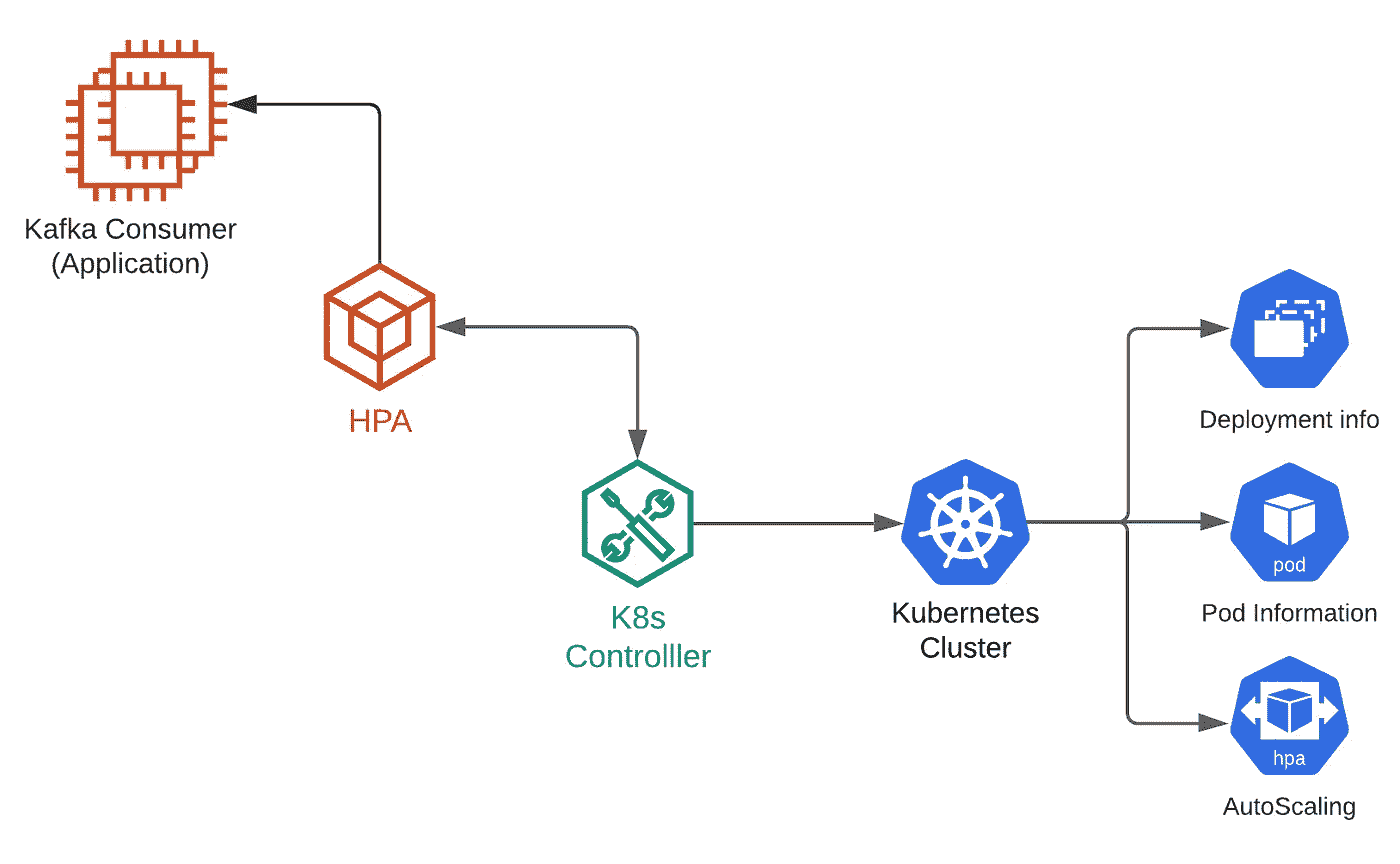 Kafka Consumer
(Application)
HPA
K8s
Controlller
Kubernetes
Cluster
Deployment info
pod
Pod Information
hpa
AutoScaling